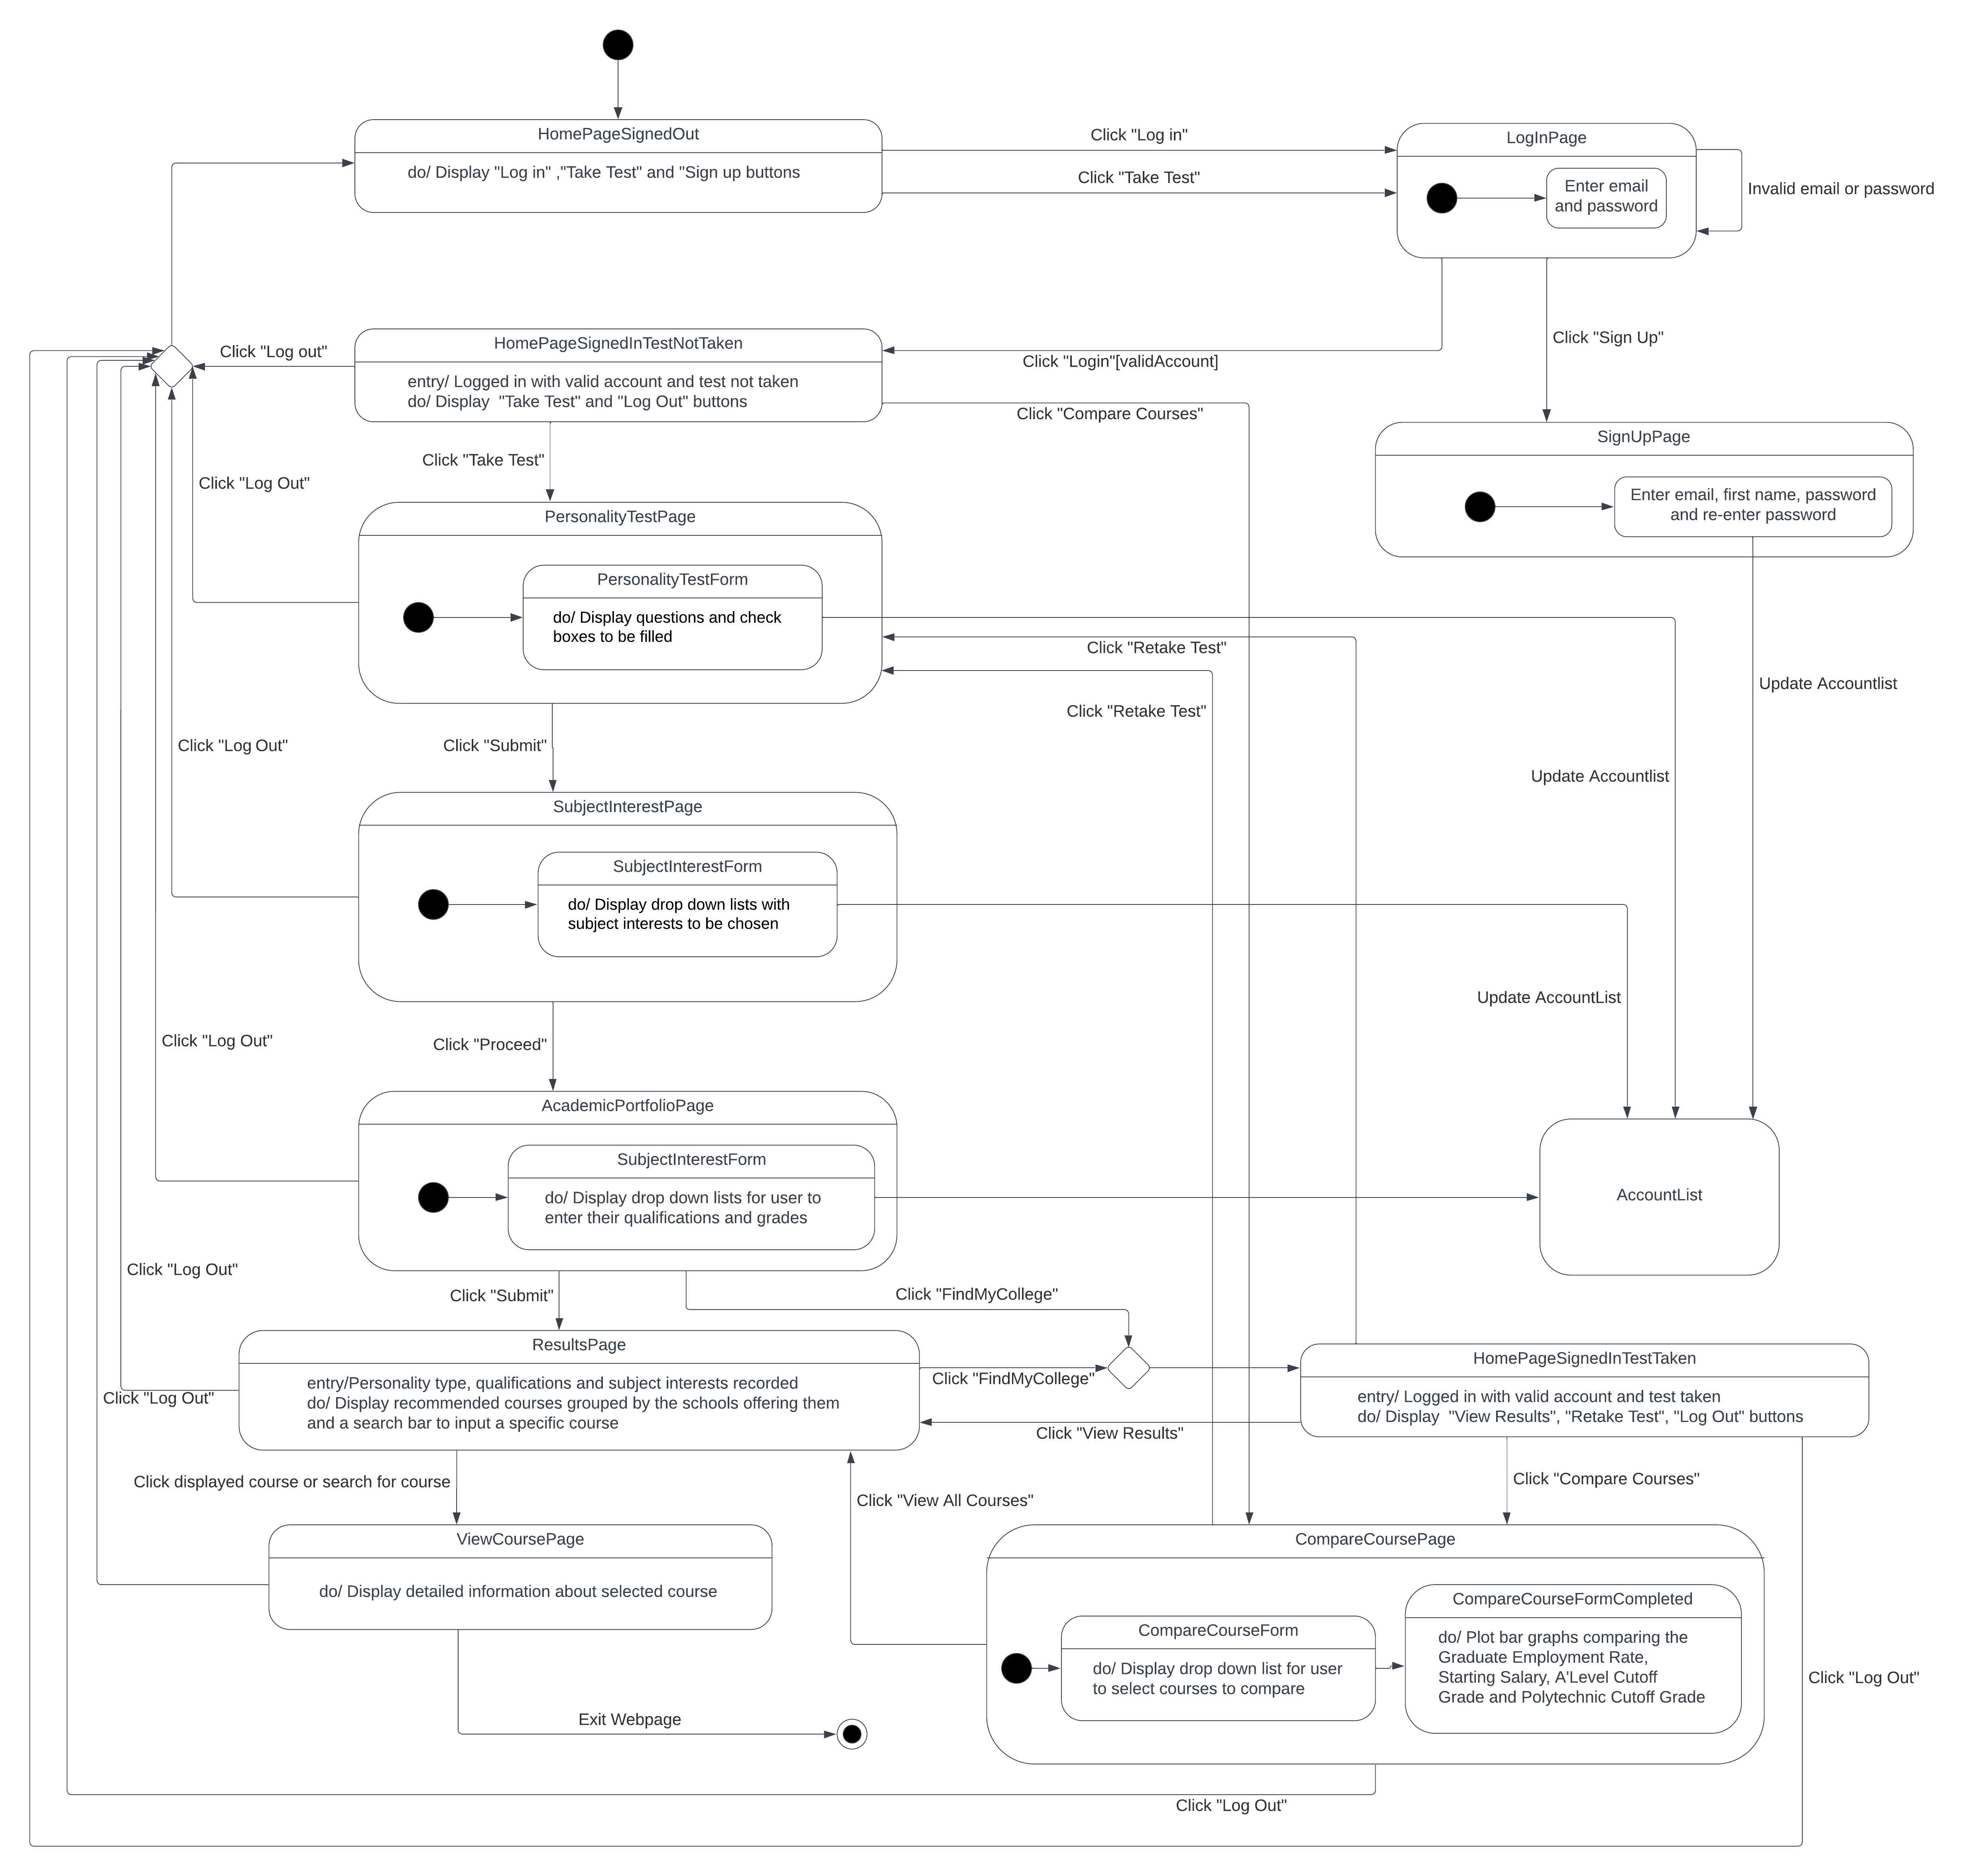 HomePageSignedOut
do/ Display "Log in" ,"Take Test" and "Sign up buttons
Click "Log in"
Click "Take Test"
LogInPage
Enter email
and password
Invalid email or password
Click "Log out"
HomePageSignedInTestNotTaken
entry/ Logged in with valid account and test not taken
do/ Display  "Take Test" and "Log Out" buttons
Click "Login"[validAccount]
Click "Sign Up"
Click "Compare Courses"
SignUpPage
Enter email, first name, password
and re-enter password
Click "Take Test"
Click "Log Out"
PersonalityTestPage
PersonalityTestForm
do/ Display questions and check
boxes to be filled
Click "Retake Test"
Click "Retake Test"
Update Accountlist
Update Accountlist
Click "Log Out"
Click "Submit"
SubjectInterestPage
SubjectInterestForm
do/ Display drop down lists with
subject interests to be chosen
Update AccountList
Click "Log Out"
Click "Proceed"
AcademicPortfolioPage
SubjectInterestForm
do/ Display drop down lists for user to
enter their qualifications and grades
AccountList
Click "Log Out"
Click "Submit"
Click "FindMyCollege"
ResultsPage
entry/Personality type, qualifications and subject interests recorded
do/ Display recommended courses grouped by the schools offering them
and a search bar to input a specific course
Click "Log Out"
Click "FindMyCollege"
HomePageSignedInTestTaken
entry/ Logged in with valid account and test taken
do/ Display  "View Results", "Retake Test", "Log Out" buttons
Click "View Results"
Click displayed course or search for course
Click "View All Courses"
Click "Compare Courses"
ViewCoursePage
do/ Display detailed information about selected course
CompareCoursePage
CompareCourseForm
do/ Display drop down list for user
to select courses to compare
CompareCourseFormCompleted
do/ Plot bar graphs comparing the
Graduate Employment Rate,
Starting Salary, A'Level Cutoff
Grade and Polytechnic Cutoff Grade
Click "Log Out"
Exit Webpage
Click "Log Out"